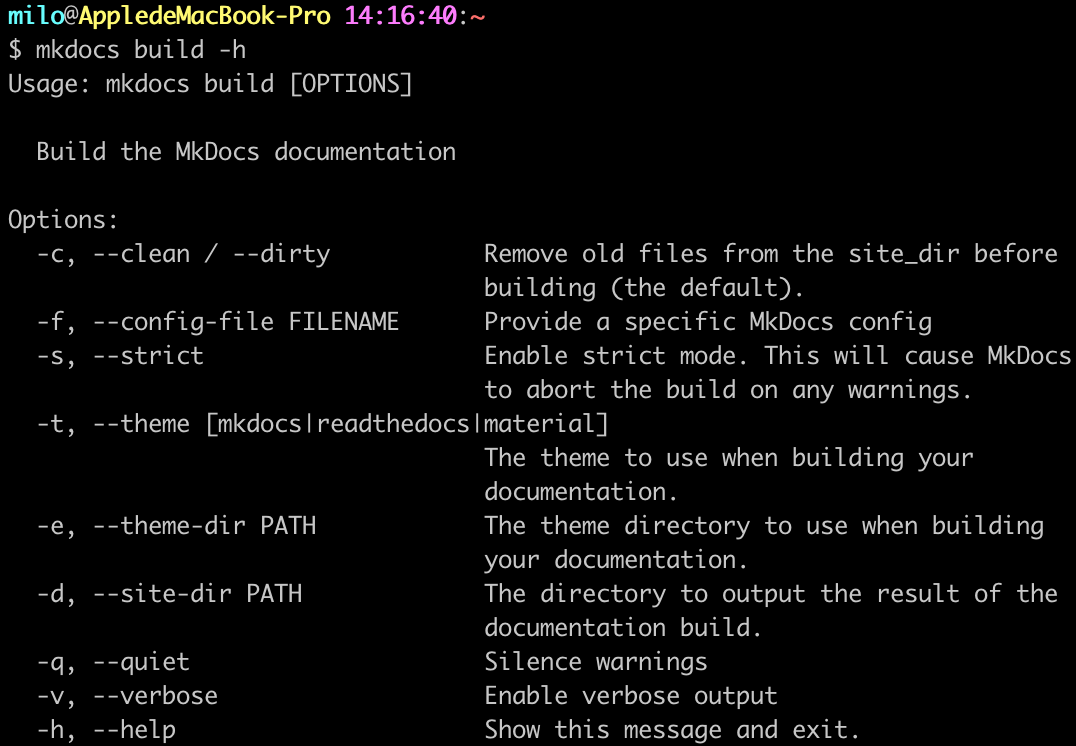 milo@AppledeMacBook-Pro 14:16:40:~
$ mkdocs build -h
Usage: mkdocs build [OPTIONS]
Build the MkDocs documentation
Options:
-c, --clean / --dirty Remove old files from the site_dir before
building (the default).
-f, --config-file FILENAME Provide a specific MkDocs config
-s, --strict Enable strict mode. This will cause MkDocs
to abort the build on any warnings.
-t, --theme [mkdocs|readthedocs|material]
The theme to use when building your
documentation.
-e, --theme-dir PATH The theme directory to use when building
your documentation.
-d, --site-dir PATH The directory to output the result of the
documentation build.
-q, --quiet Silence warnings
-v, --verbose Enable verbose output
-h, --help Show this message and exit.